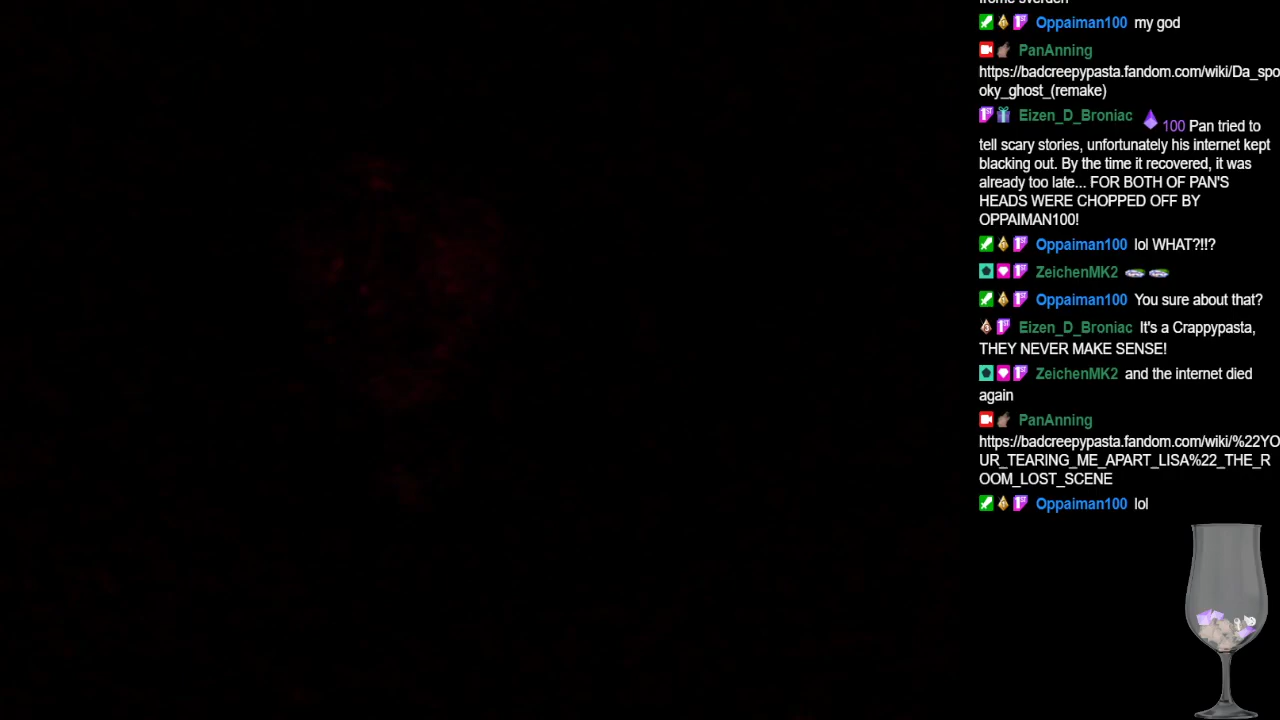 frome sverden
Oppaiman100 my god
PanAnning
https://badcreepypasta.fandom.com/wiki/Da_spo
oky_ghost_(remake)
Eizen_D_Broniac 100 Pan tried to
tell scary stories, unfortunately his internet kept
blacking out. By the time it recovered, it was
already too late... FOR BOTH OF PAN'S
HEADS WERE CHOPPED OFF BY
OPPAIMAN100!
Oppaiman100 lol WHAT?!!?
ZeichenMK2
Oppaiman100 You sure about that?
Eizen_D_Broniac It's a Crappypasta,
THEY NEVER MAKE SENSE!
ZeichenMK2 and the internet died
again
PanAnning
https://badcreepypasta.fandom.com/wiki/%22YO
UR_TEARING_ME_APART_LISA%22_THE_R
OOM_LOST_SCENE
Oppaiman100 lol